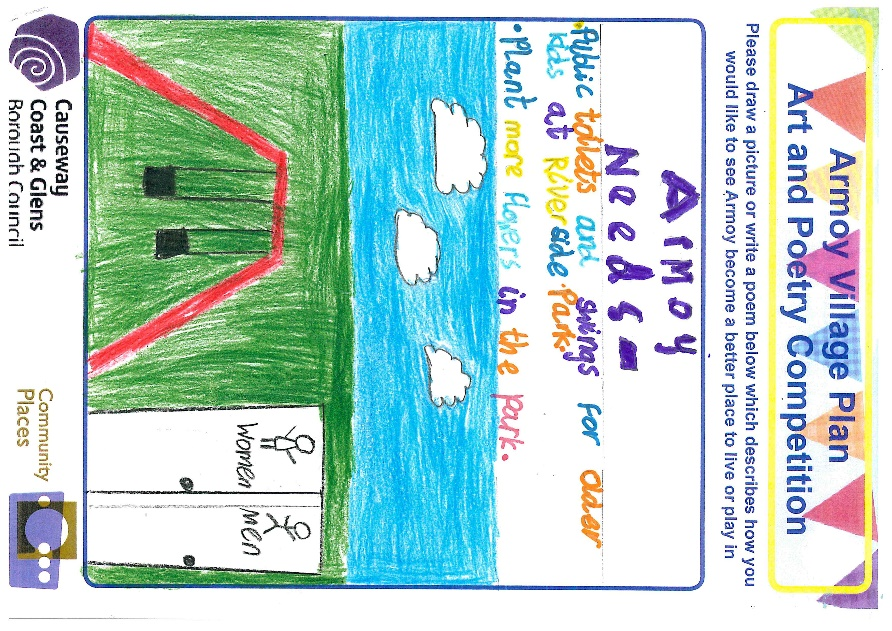 Armoy Village Plan
Art and Poetry Competition
Please draw a picture or write a poem below which describes how you
would like to see Armoy become a better place to live or play in
Armoy
Needs =
• Public toilets and swings for older
kids at Riverside Park.
• Plant more flowers in the park.
Women
Men
Causeway
Coast & Glens
Borough Council
Community
Places